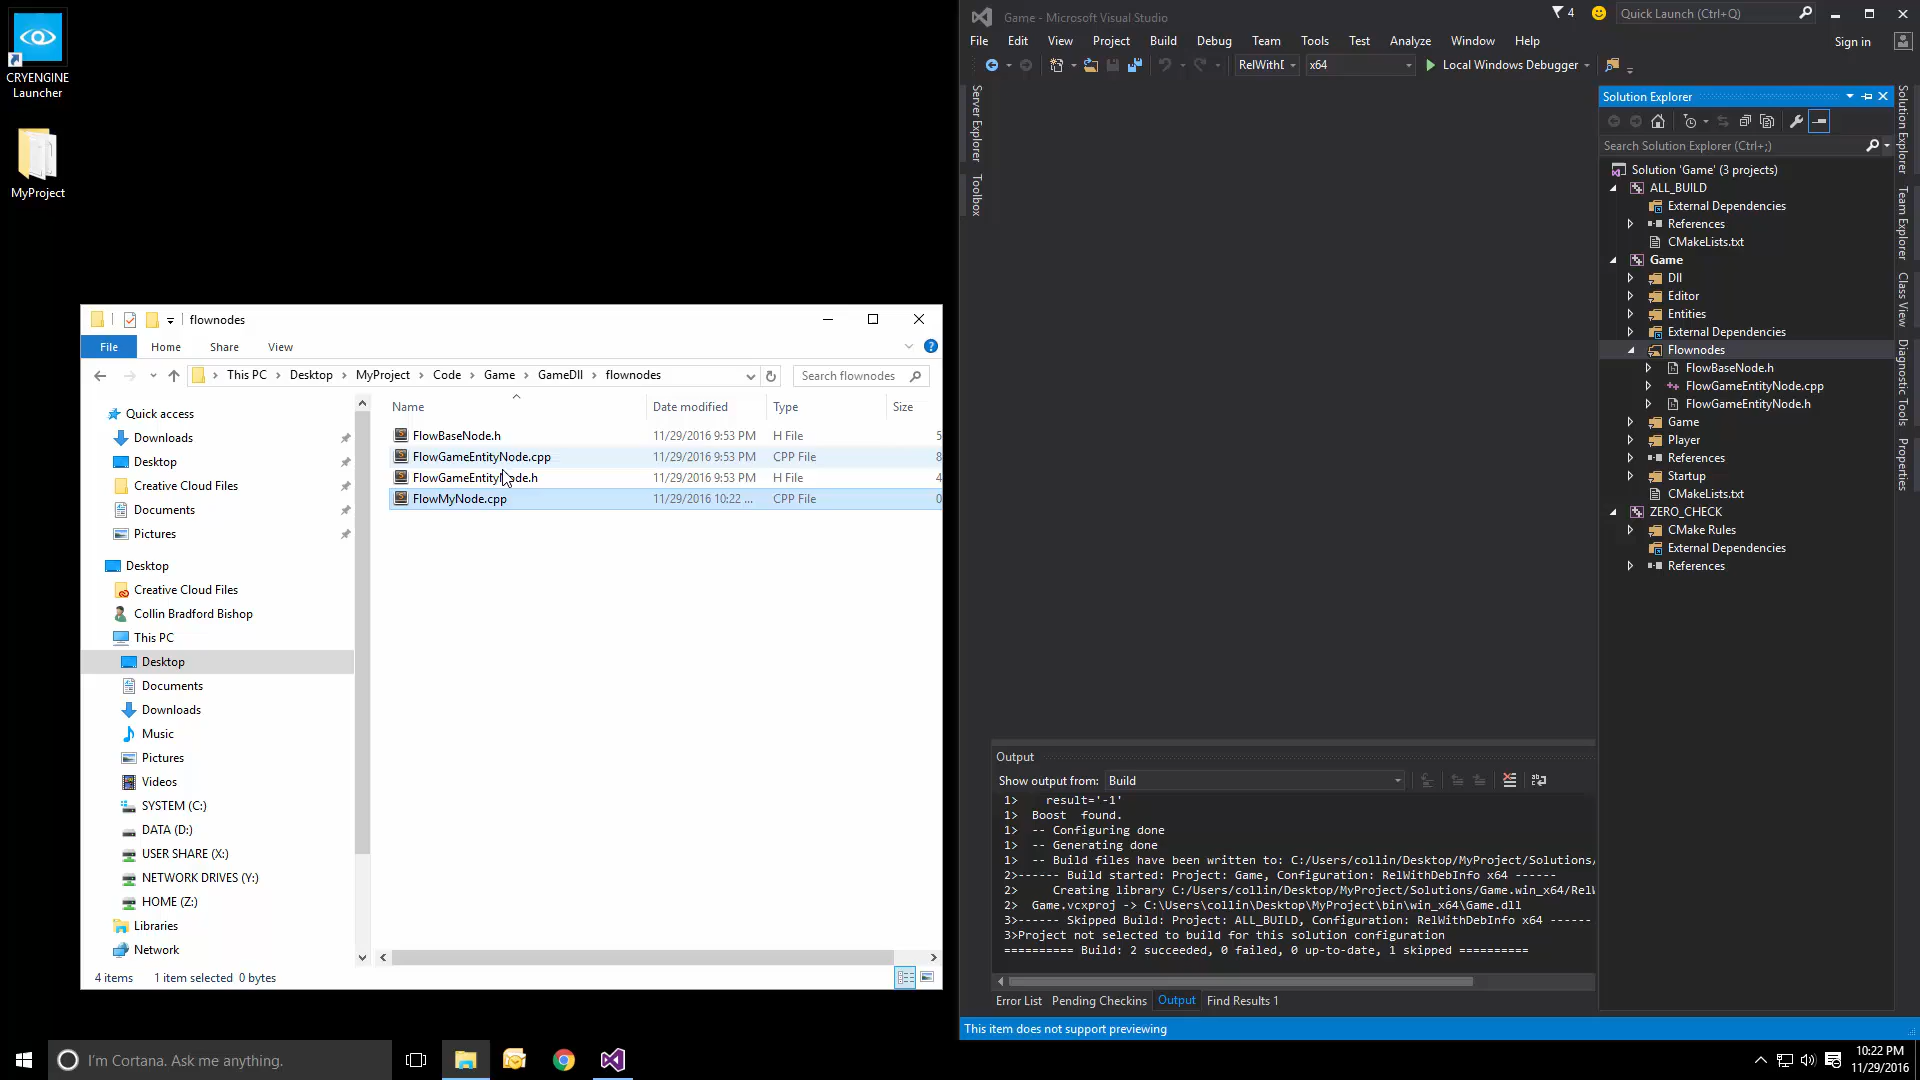 CRYENGINE
Launcher
MyProject
flownodes
File
Home
Share
View
This PC
Desktop
MyProject
Code
Game
GameDll
flownodes
Search flownodes
Name
Date modified
Type
Size
FlowBaseNode.h 11/29/2016 9:53 PM H File 5
FlowGameEntityNode.cpp 11/29/2016 9:53 PM CPP File 8
FlowGameEntityNode.h 11/29/2016 9:53 PM H File 4
FlowMyNode.cpp 11/29/2016 10:22 ... CPP File 0
Quick access
Downloads
Desktop
Creative Cloud Files
Documents
Pictures
Desktop
Creative Cloud Files
Collin Bradford Bishop
This PC
Desktop
Documents
Downloads
Music
Pictures
Videos
SYSTEM (C:)
DATA (D:)
USER SHARE (X:)
NETWORK DRIVES (Y:)
HOME (Z:)
Libraries
Network
4 items 1 item selected 0 bytes
Game - Microsoft Visual Studio
4
Quick Launch (Ctrl+Q)
File Edit View Project Build Debug Team Tools Test Analyze Window Help
Sign in
RelWithD
x64
Local Windows Debugger
Server Explorer
Toolbox
Solution Explorer
Search Solution Explorer (Ctrl+;)
Solution 'Game' (3 projects)
ALL_BUILD
External Dependencies
References
CMakeLists.txt
Game
Dll
Editor
Entities
External Dependencies
Flownodes
FlowBaseNode.h
FlowGameEntityNode.cpp
FlowGameEntityNode.h
Game
Player
References
Startup
CMakeLists.txt
ZERO_CHECK
CMake Rules
External Dependencies
References
Solution Explorer
Team Explorer
Class View
Diagnostic Tools
Properties
Output
Show output from: Build
1> result='-1'
1> Boost found.
1> -- Configuring done
1> -- Generating done
1> -- Build files have been written to: C:/Users/collin/Desktop/MyProject/Solutions/
2>------ Build started: Project: Game, Configuration: RelWithDebInfo x64 ------
2> Creating library C:/Users/collin/Desktop/MyProject/Solutions/Game.win_x64/RelW
2> Game.vcxproj -> C:\Users\collin\Desktop\MyProject\bin\win_x64\Game.dll
3>------ Skipped Build: Project: ALL_BUILD, Configuration: RelWithDebInfo x64 ------
3>Project not selected to build for this solution configuration
========== Build: 2 succeeded, 0 failed, 0 up-to-date, 1 skipped ==========
Error List Pending Checkins Output Find Results 1
This item does not support previewing
I'm Cortana. Ask me anything.
10:22 PM
11/29/2016